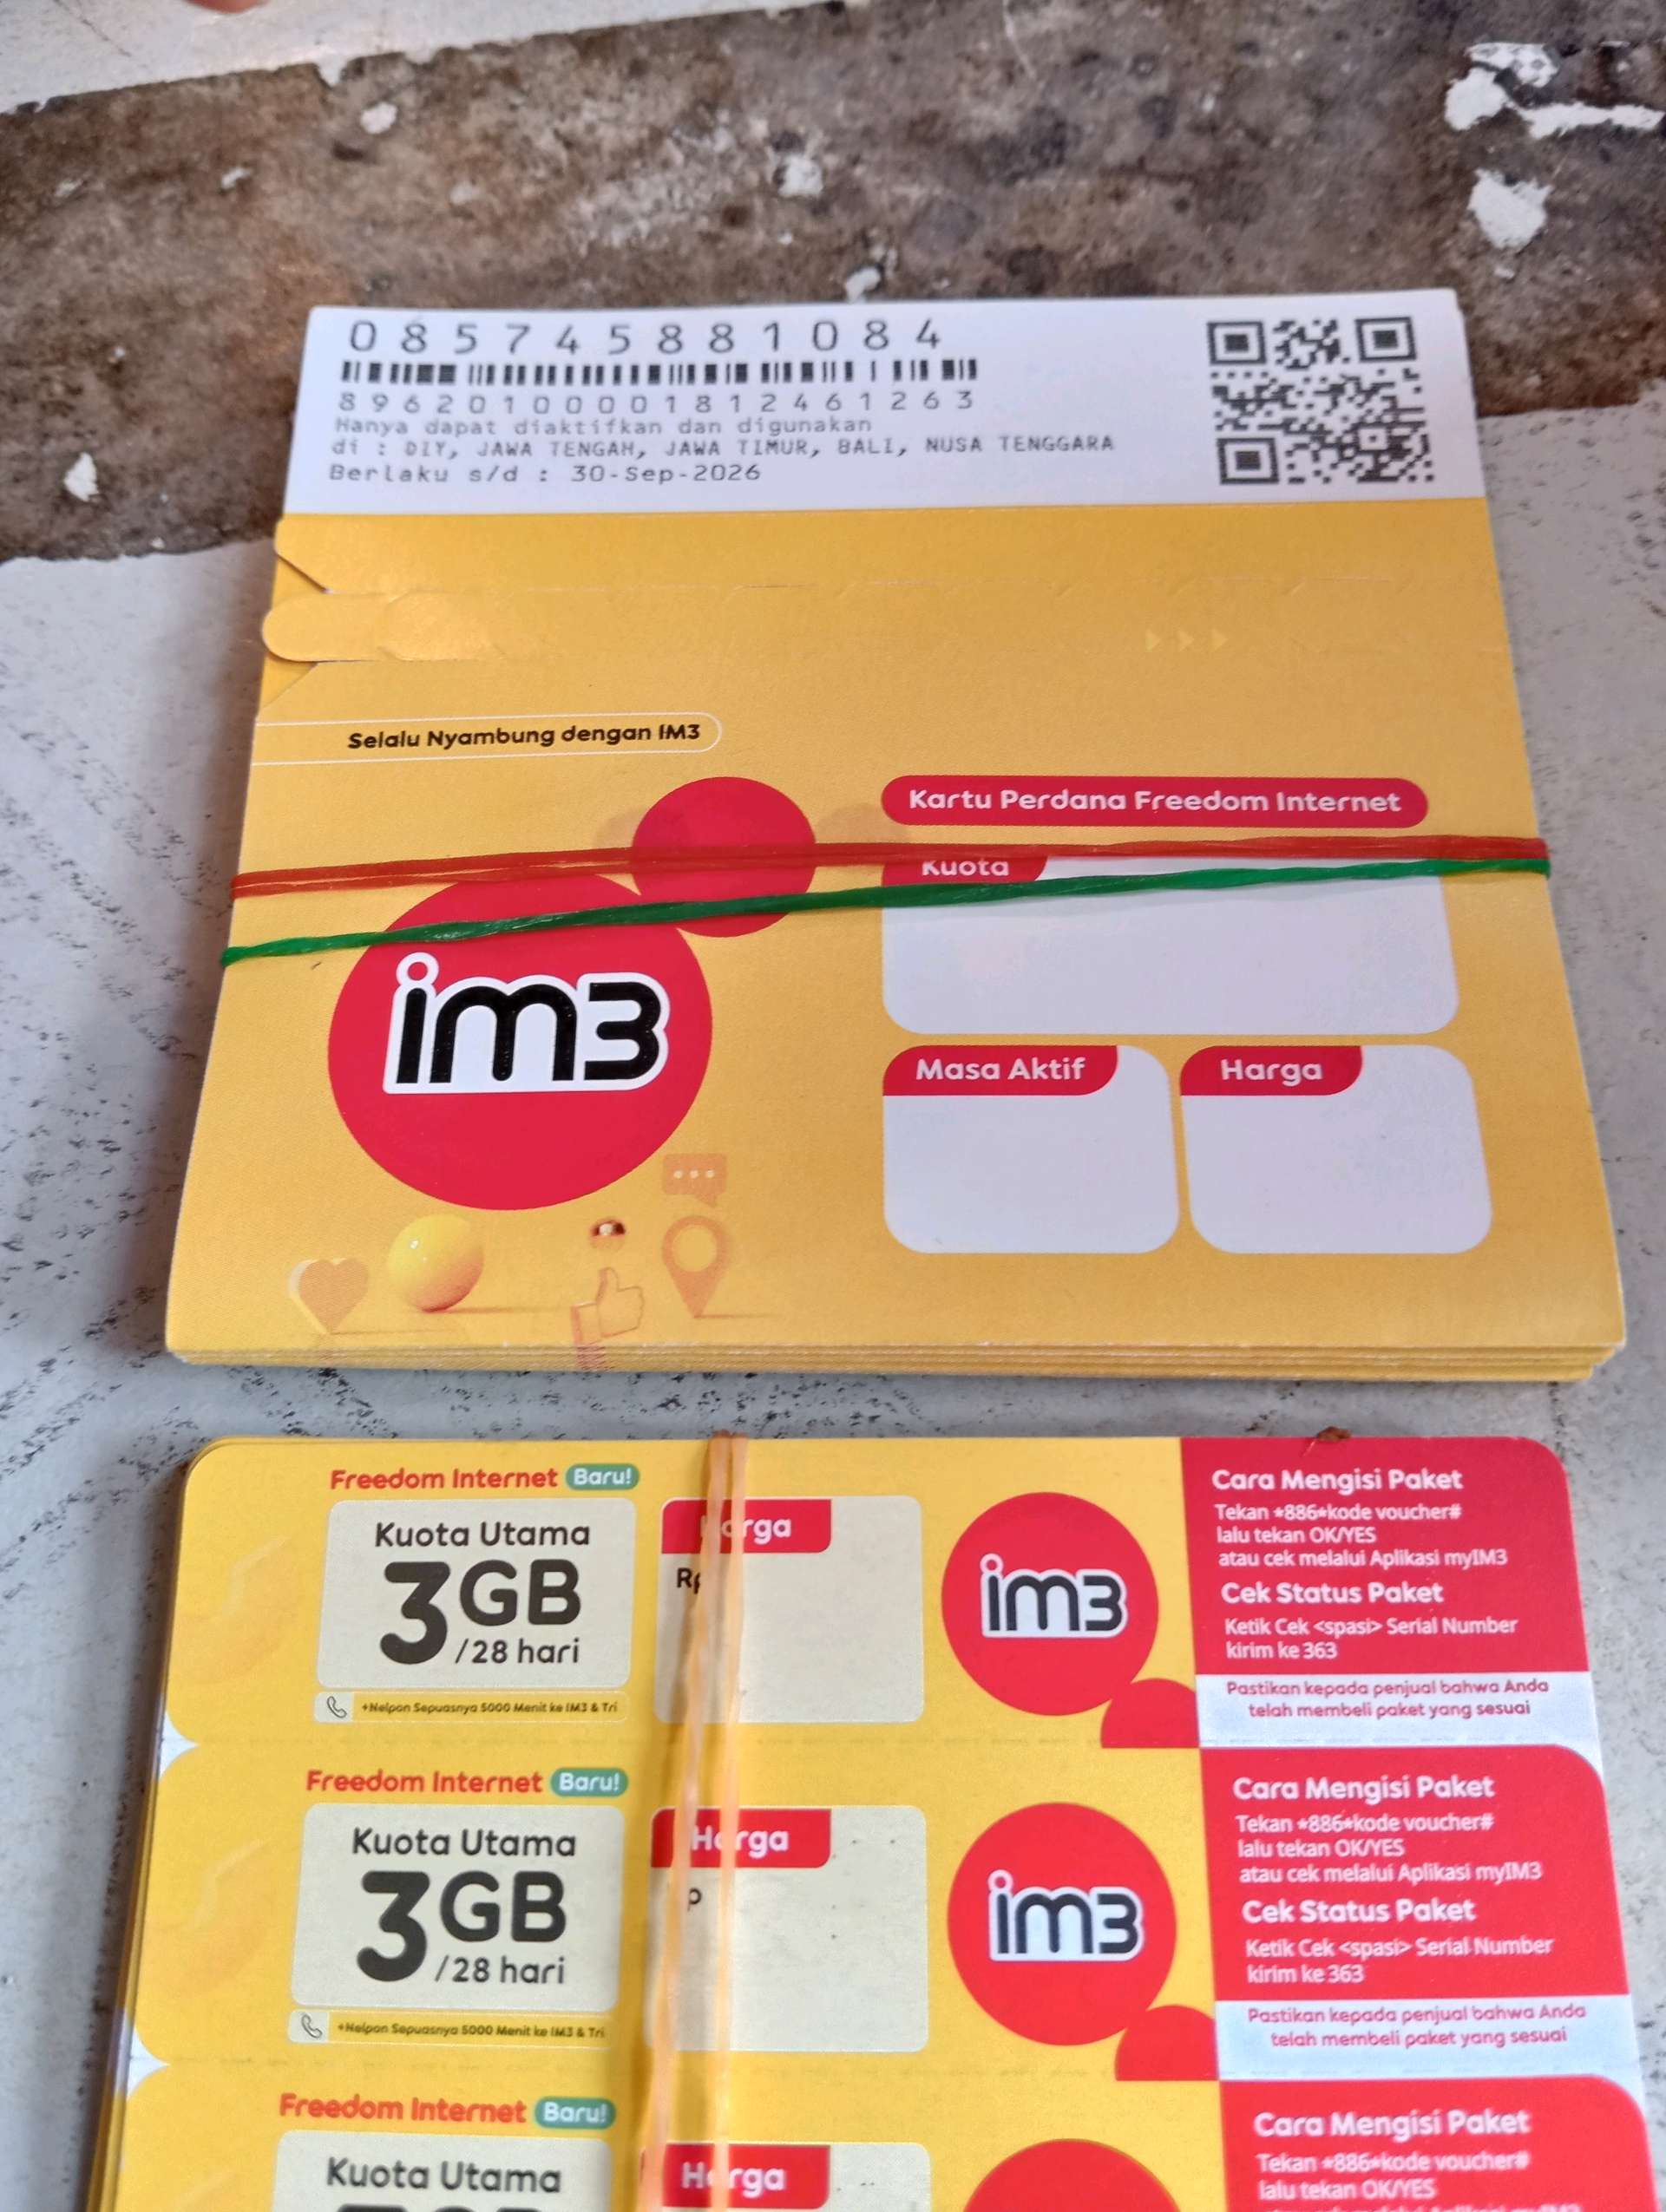 085745881084
8962010000181246126 3
Hanya dapat diaktifkan dan digunakan
di : DIY, JAWA TENGAH, JAWA TIMUR, BALI, NUSA TENGGARA
Berlaku s/d : 30-Sep-2026
Selalu Nyambung dengan IM3
Kartu Perdana Freedom Internet
Kuota
im3
Masa Aktif
Harga
Freedom Internet Baru!
Kuota Utama
3GB
/28 hari
+Nelpon Sepuasnya 5000 Menit ke IM3 & Tri
Harga
Rp
im3
Cara Mengisi Paket
Tekan *886*kode voucher#
lalu tekan OK/YES
atau cek melalui Aplikasi myIM3
Cek Status Paket
Ketik Cek <spasi> Serial Number
kirim ke 363
Pastikan kepada penjual bahwa Anda
telah membeli paket yang sesuai
Freedom Internet Baru!
Kuota Utama
3GB
/28 hari
+Nelpon Sepuasnya 5000 Menit ke IM3 & Tri
Harga
im3
Cara Mengisi Paket
Tekan *886*kode voucher#
lalu tekan OK/YES
atau cek melalui Aplikasi myIM3
Cek Status Paket
Ketik Cek <spasi> Serial Number
kirim ke 363
Pastikan kepada penjual bahwa Anda
telah membeli paket yang sesuai
Freedom Internet Baru!
Kuota Utama
Harga
Cara Mengisi Paket
Tekan *886*kode voucher#
lalu tekan OK/YES